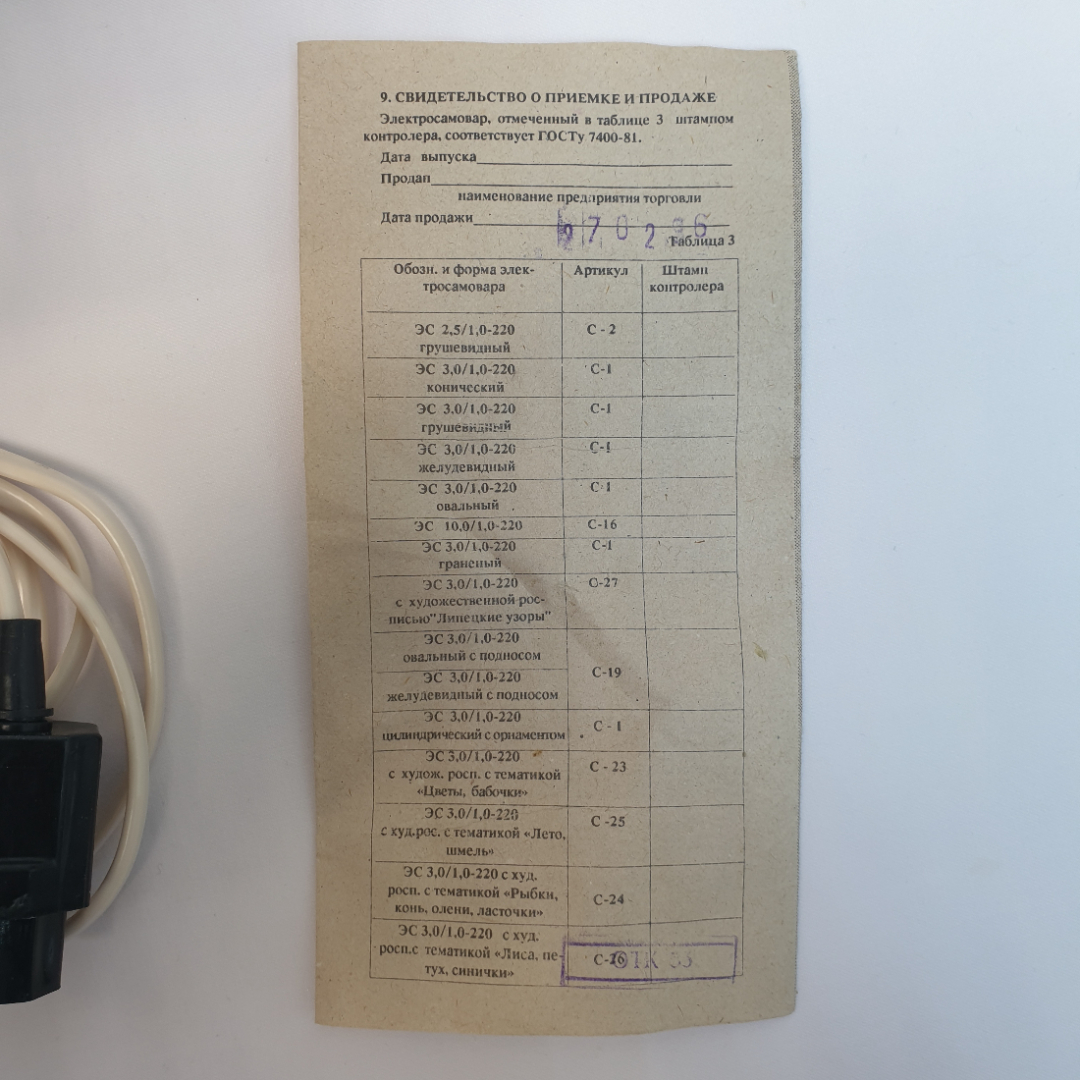 9. СВИДЕТЕЛЬСТВО О ПРИЕМКЕ И ПРОДАЖЕ
Электросамовар, отмеченный в таблице 3 штампом
контролера, соответствует ГОСТу 7400-81.
Дата выпуска
Продан
наименование предприятия торговли
Дата продажи
27 0 2 96
Таблица 3
Обозн. и форма элек- Артикул Штамп
тросамовара контролера
ЭС 2,5/1,0-220 С - 2
грушевидный
ЭС 3,0/1,0-220 С-1
конический
ЭС 3.0/1,0-220 С-1
грушевидный
ЭС 3,0/1,0-220 С-1
желудевидный
ЭС 3,0/1,0-220 С-1
овальный
ЭС 10,0/1,0-220 С-16
ЭС 3,0/1,0-220 С-1
граненый
ЭС 3,0/1,0-220 С-27
с художественной рос-
писью"Липецкие узоры"
ЭС 3,0/1,0-220
овальный с подносом
С-19
ЭС 3,0/1,0-220
желудевидный с подносом
ЭС 3,0/1,0-220 С - 1
цилиндрический с орнаментом
ЭС 3,0/1,0-220
с худож. росп. с тематикой С - 23
«Цветы, бабочки»
ЭС 3.0/1,0-220 С -25
с худ.рос. с тематикой «Лето,
шмель»
ЭС 3,0/1,0-220 с худ.
росп. с тематикой «Рыбки, С-24
конь, олени, ласточки»
ЭС 3,0/1,0-220 с худ.
росп.с тематикой «Лиса, пе- С-26 ОТК 33
тух, синички»